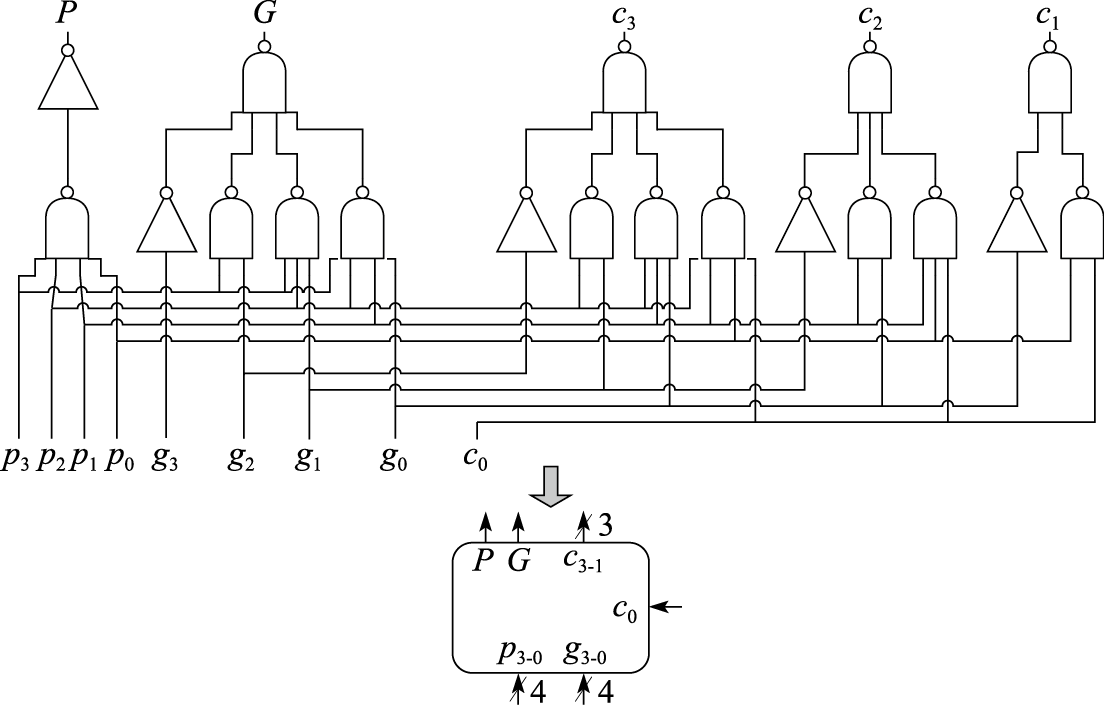 P G c₃ c₂ c₁
p₃ p₂ p₁ p₀ g₃ g₂ g₁ g₀ c₀
3
P G c₃₋₁
c₀
p₃₋₀ g₃₋₀
4 4